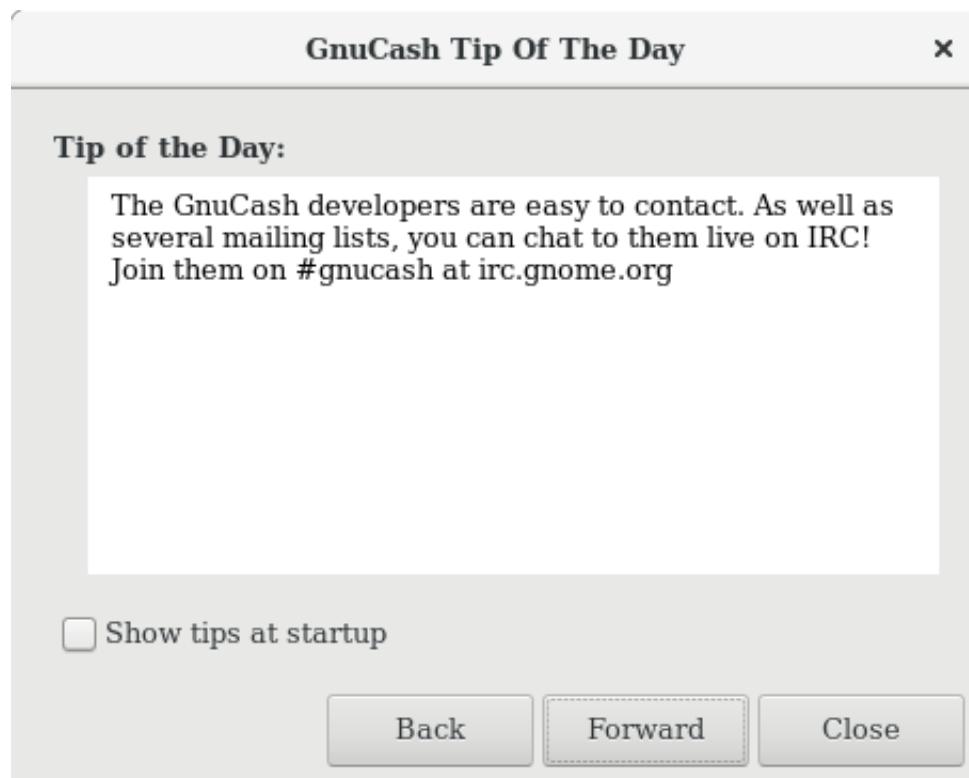 GnuCash Tip Of The Day
Tip of the Day:
The GnuCash developers are easy to contact. As well as
several mailing lists, you can chat to them live on IRC!
Join them on #gnucash at irc.gnome.org
Show tips at startup
Back Forward Close